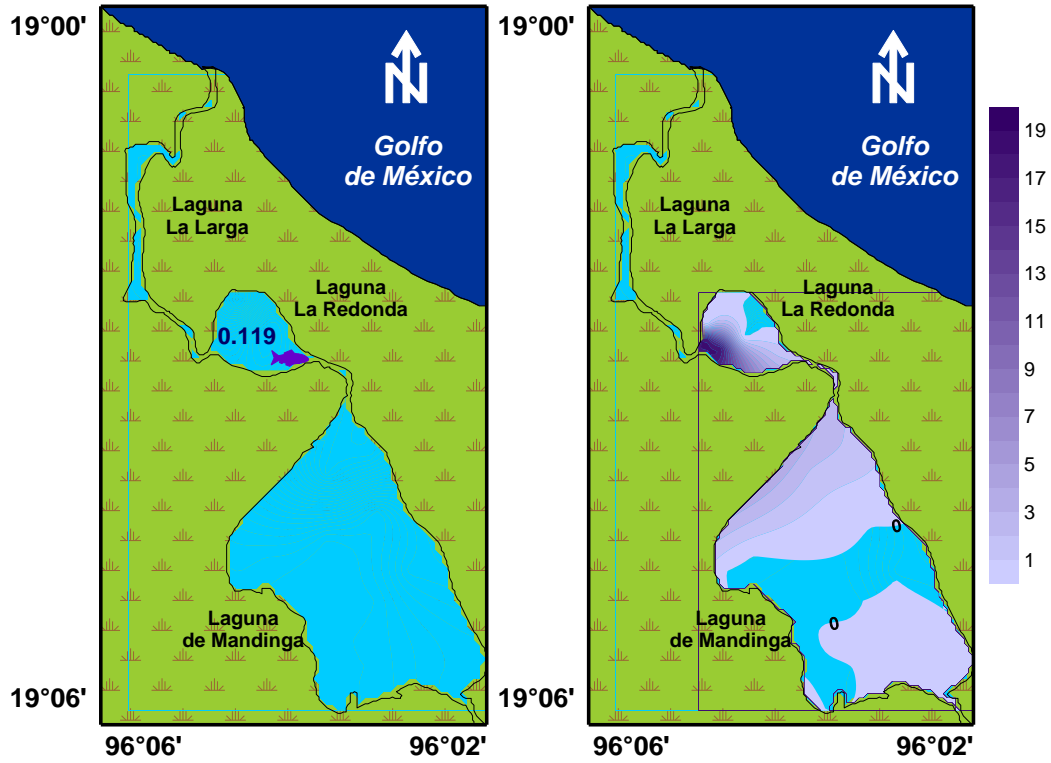 19°00'
N
Golfo
de México
Laguna
La Larga
Laguna
La Redonda
0.119
Laguna
de Mandinga
19°06'
96°06'
96°02'
19°00'
N
Golfo
de México
Laguna
La Larga
Laguna
La Redonda
0
0
Laguna
de Mandinga
19°06'
96°06'
96°02'
19
17
15
13
11
9
7
5
3
1